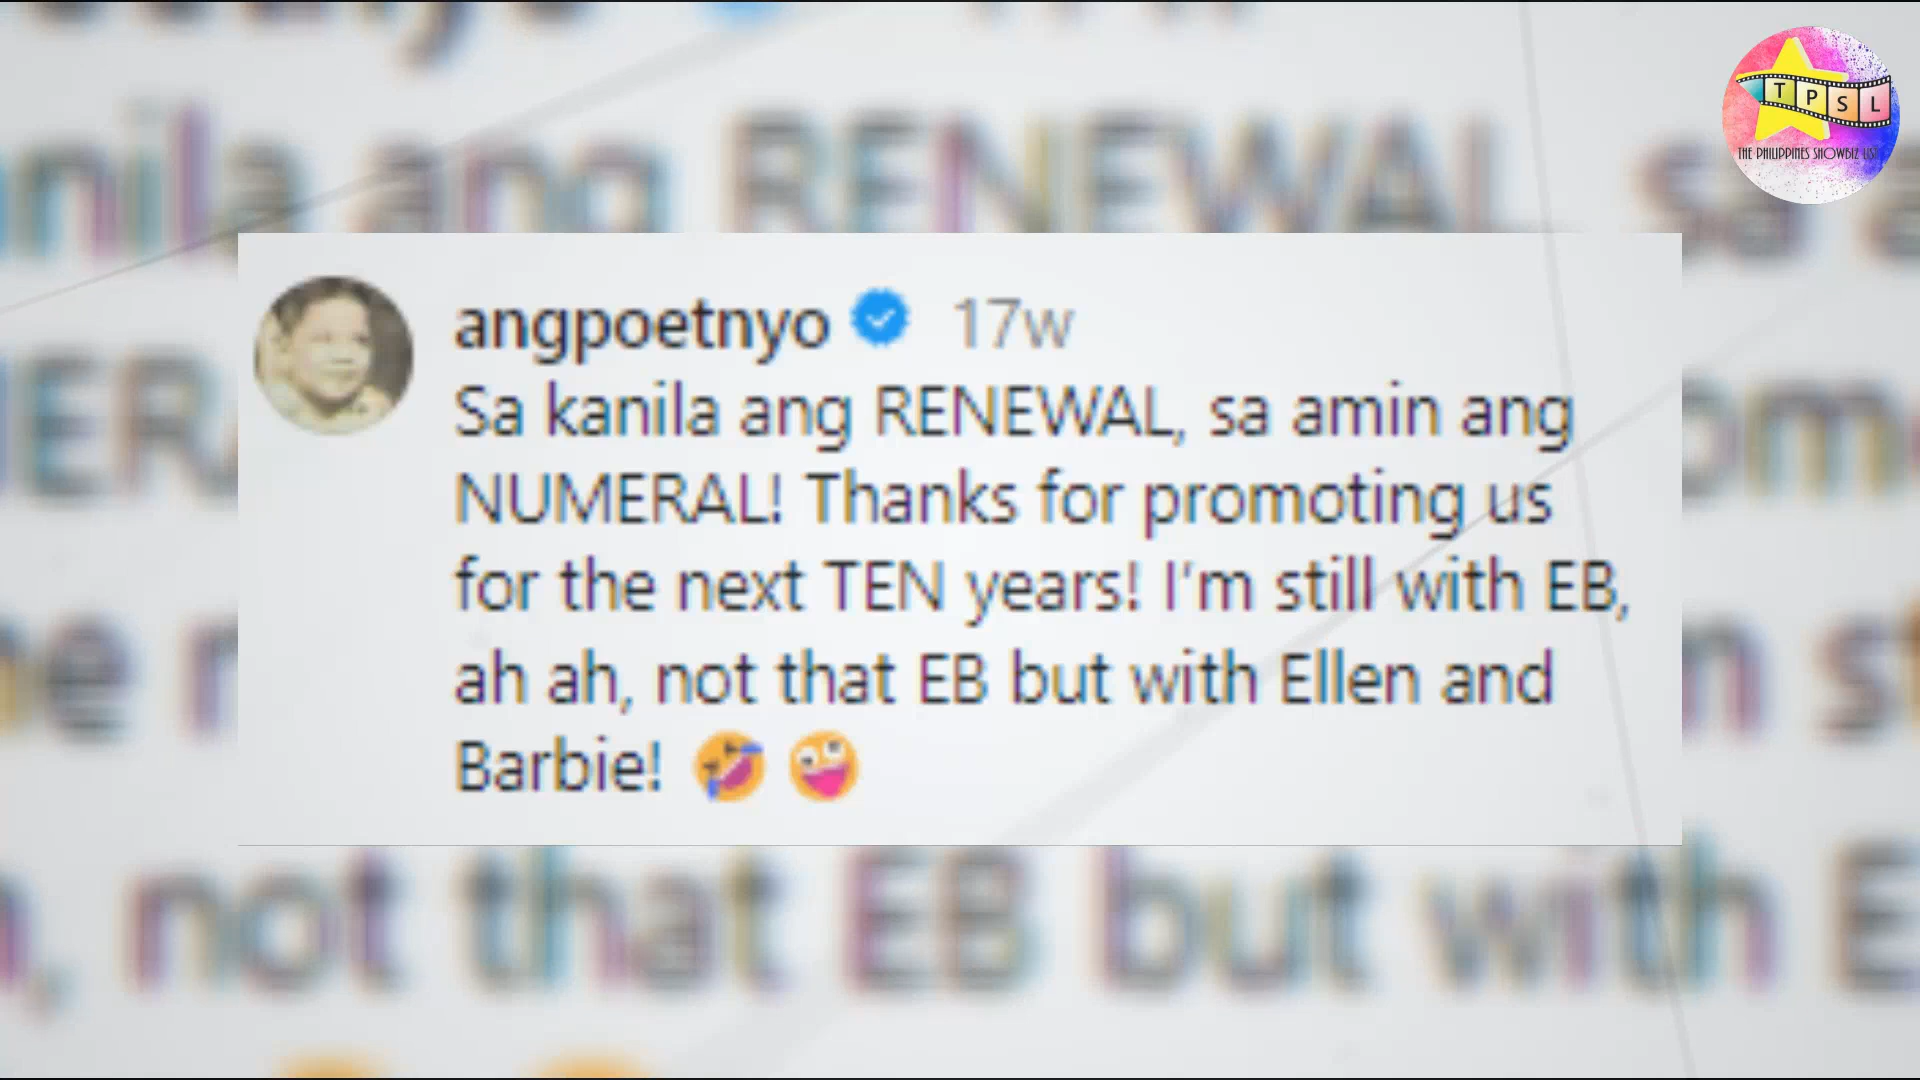 T P S L
THE PHILIPPINES SHOWBIZ LIST
angpoetnyo 17w
Sa kanila ang RENEWAL, sa amin ang
NUMERAL! Thanks for promoting us
for the next TEN years! I'm still with EB,
ah ah, not that EB but with Ellen and
Barbie! 🤣 🤪